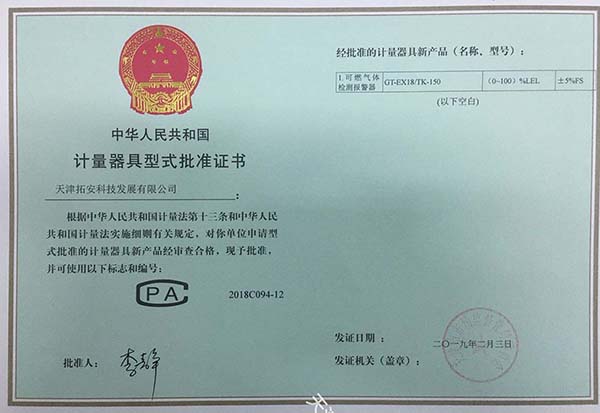 中华人民共和国
计量器具型式批准证书
天津拓安科技发展有限公司：
根据中华人民共和国计量法第十三条和中华人民
共和国计量法实施细则有关规定，对你单位申请型
式批准的计量器具新产品经审查合格，现予批准，
并可使用以下标志和编号：
CPA 2018C094-12
批准人： 李静
经批准的计量器具新产品（名称、型号）：
1.可燃气体 GT-EX18/TK-150 （0~100）%LEL ±5%FS
检测报警器
（以下空白）
发证日期： 二〇一九年二月三日
发证机关（盖章）：